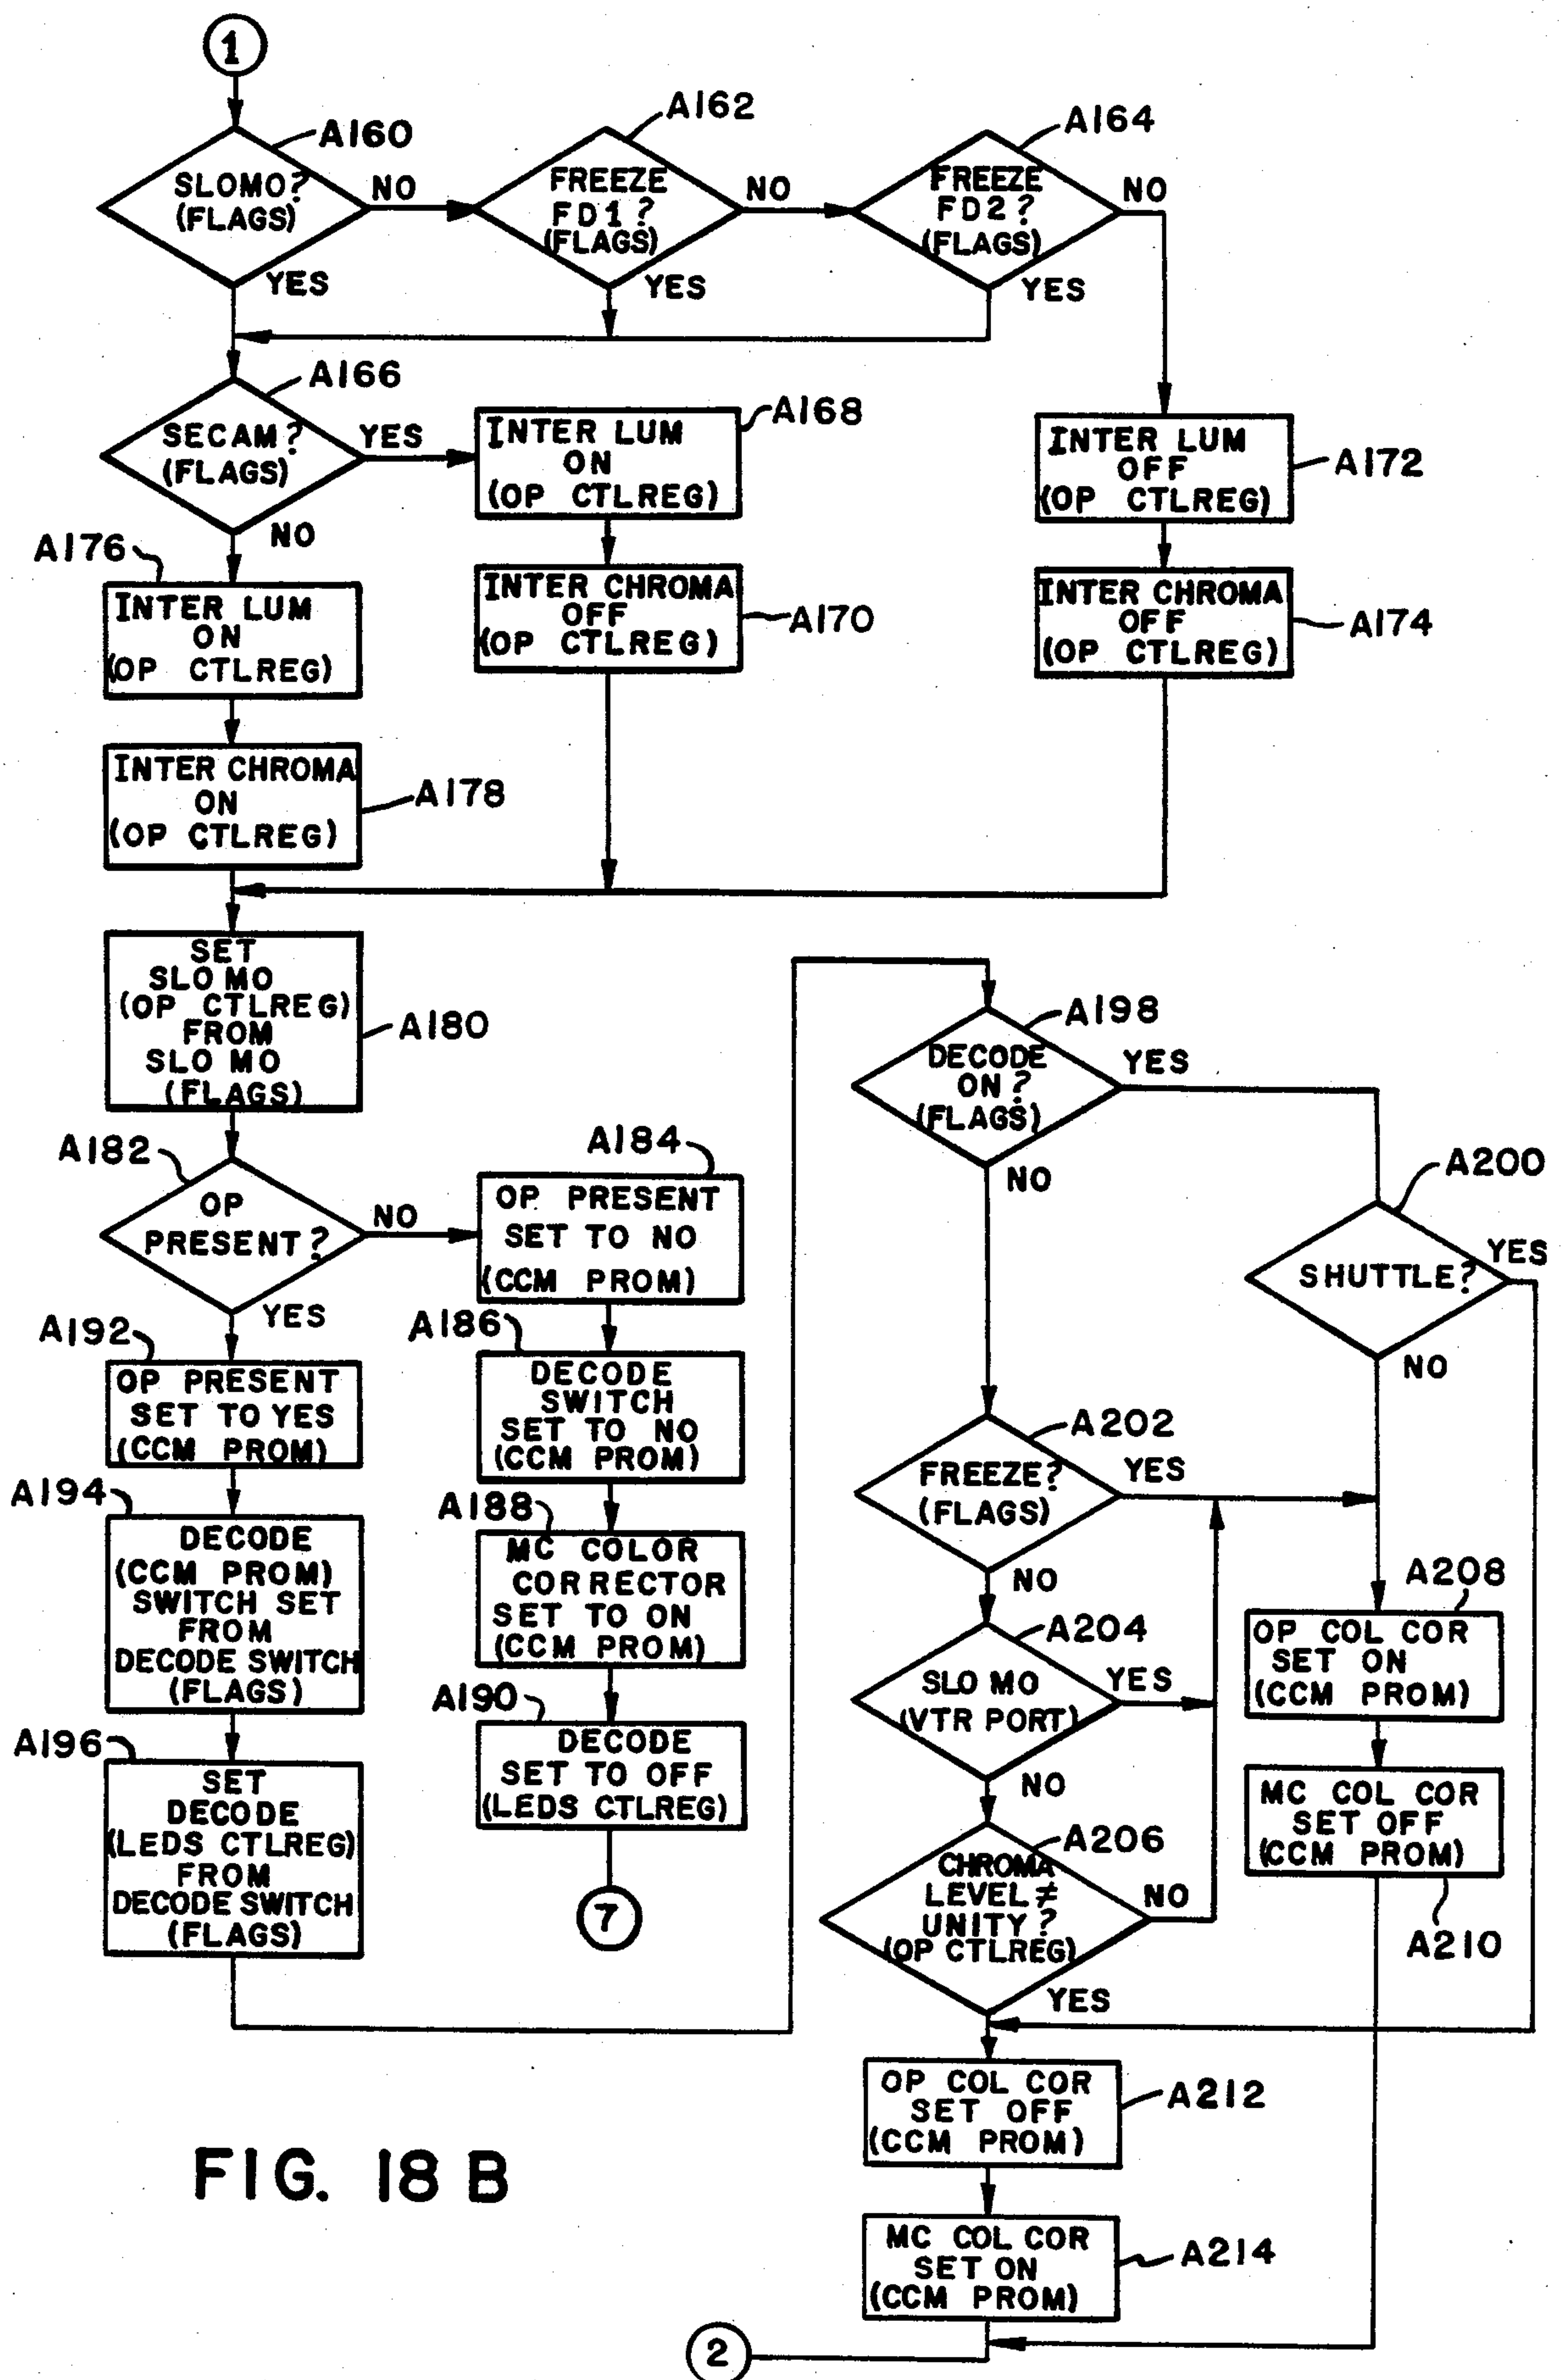 1
A160
SLOMO?
(FLAGS)
NO
YES
A162
FREEZE
FD1?
(FLAGS)
NO
YES
A164
FREEZE
FD2?
(FLAGS)
NO
YES
A166
SECAM?
(FLAGS)
YES
NO
A168
INTER LUM
ON
(OP CTLREG)
A170
INTER CHROMA
OFF
(OP CTLREG)
A172
INTER LUM
OFF
(OP CTLREG)
A174
INTER CHROMA
OFF
(OP CTLREG)
A176
INTER LUM
ON
(OP CTLREG)
A178
INTER CHROMA
ON
(OP CTLREG)
A180
SET
SLO MO
(OP CTLREG)
FROM
SLO MO
(FLAGS)
A182
OP
PRESENT?
NO
YES
A184
OP PRESENT
SET TO NO
(CCM PROM)
A186
DECODE
SWITCH
SET TO NO
(CCM PROM)
A188
MC COLOR
CORRECTOR
SET TO ON
(CCM PROM)
A190
DECODE
SET TO OFF
(LEDS CTLREG)
7
A192
OP PRESENT
SET TO YES
(CCM PROM)
A194
DECODE
(CCM PROM)
SWITCH SET
FROM
DECODE SWITCH
(FLAGS)
A196
SET
DECODE
(LEDS CTLREG)
FROM
DECODE SWITCH
(FLAGS)
A198
DECODE
ON?
(FLAGS)
YES
NO
A200
SHUTTLE?
YES
NO
A202
FREEZE?
(FLAGS)
YES
NO
A204
SLO MO
(VTR PORT)
YES
NO
A206
CHROMA
LEVEL ≠
UNITY?
(OP CTLREG)
NO
YES
A208
OP COL COR
SET ON
(CCM PROM)
A210
MC COL COR
SET OFF
(CCM PROM)
A212
OP COL COR
SET OFF
(CCM PROM)
A214
MC COL COR
SET ON
(CCM PROM)
2
FIG. 18 B